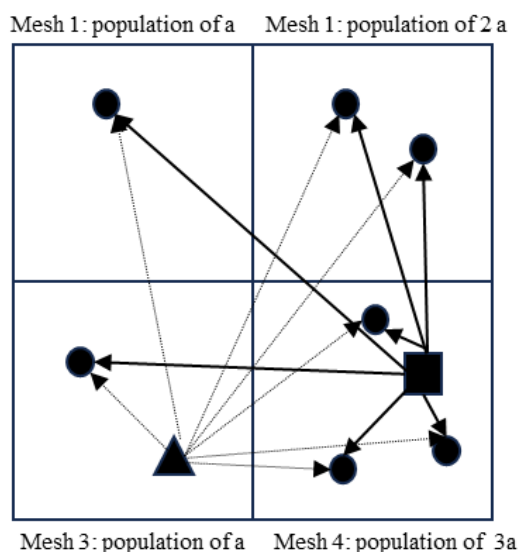 Mesh 1: population of a
Mesh 1: population of 2 a
Mesh 3: population of a
Mesh 4: population of 3a